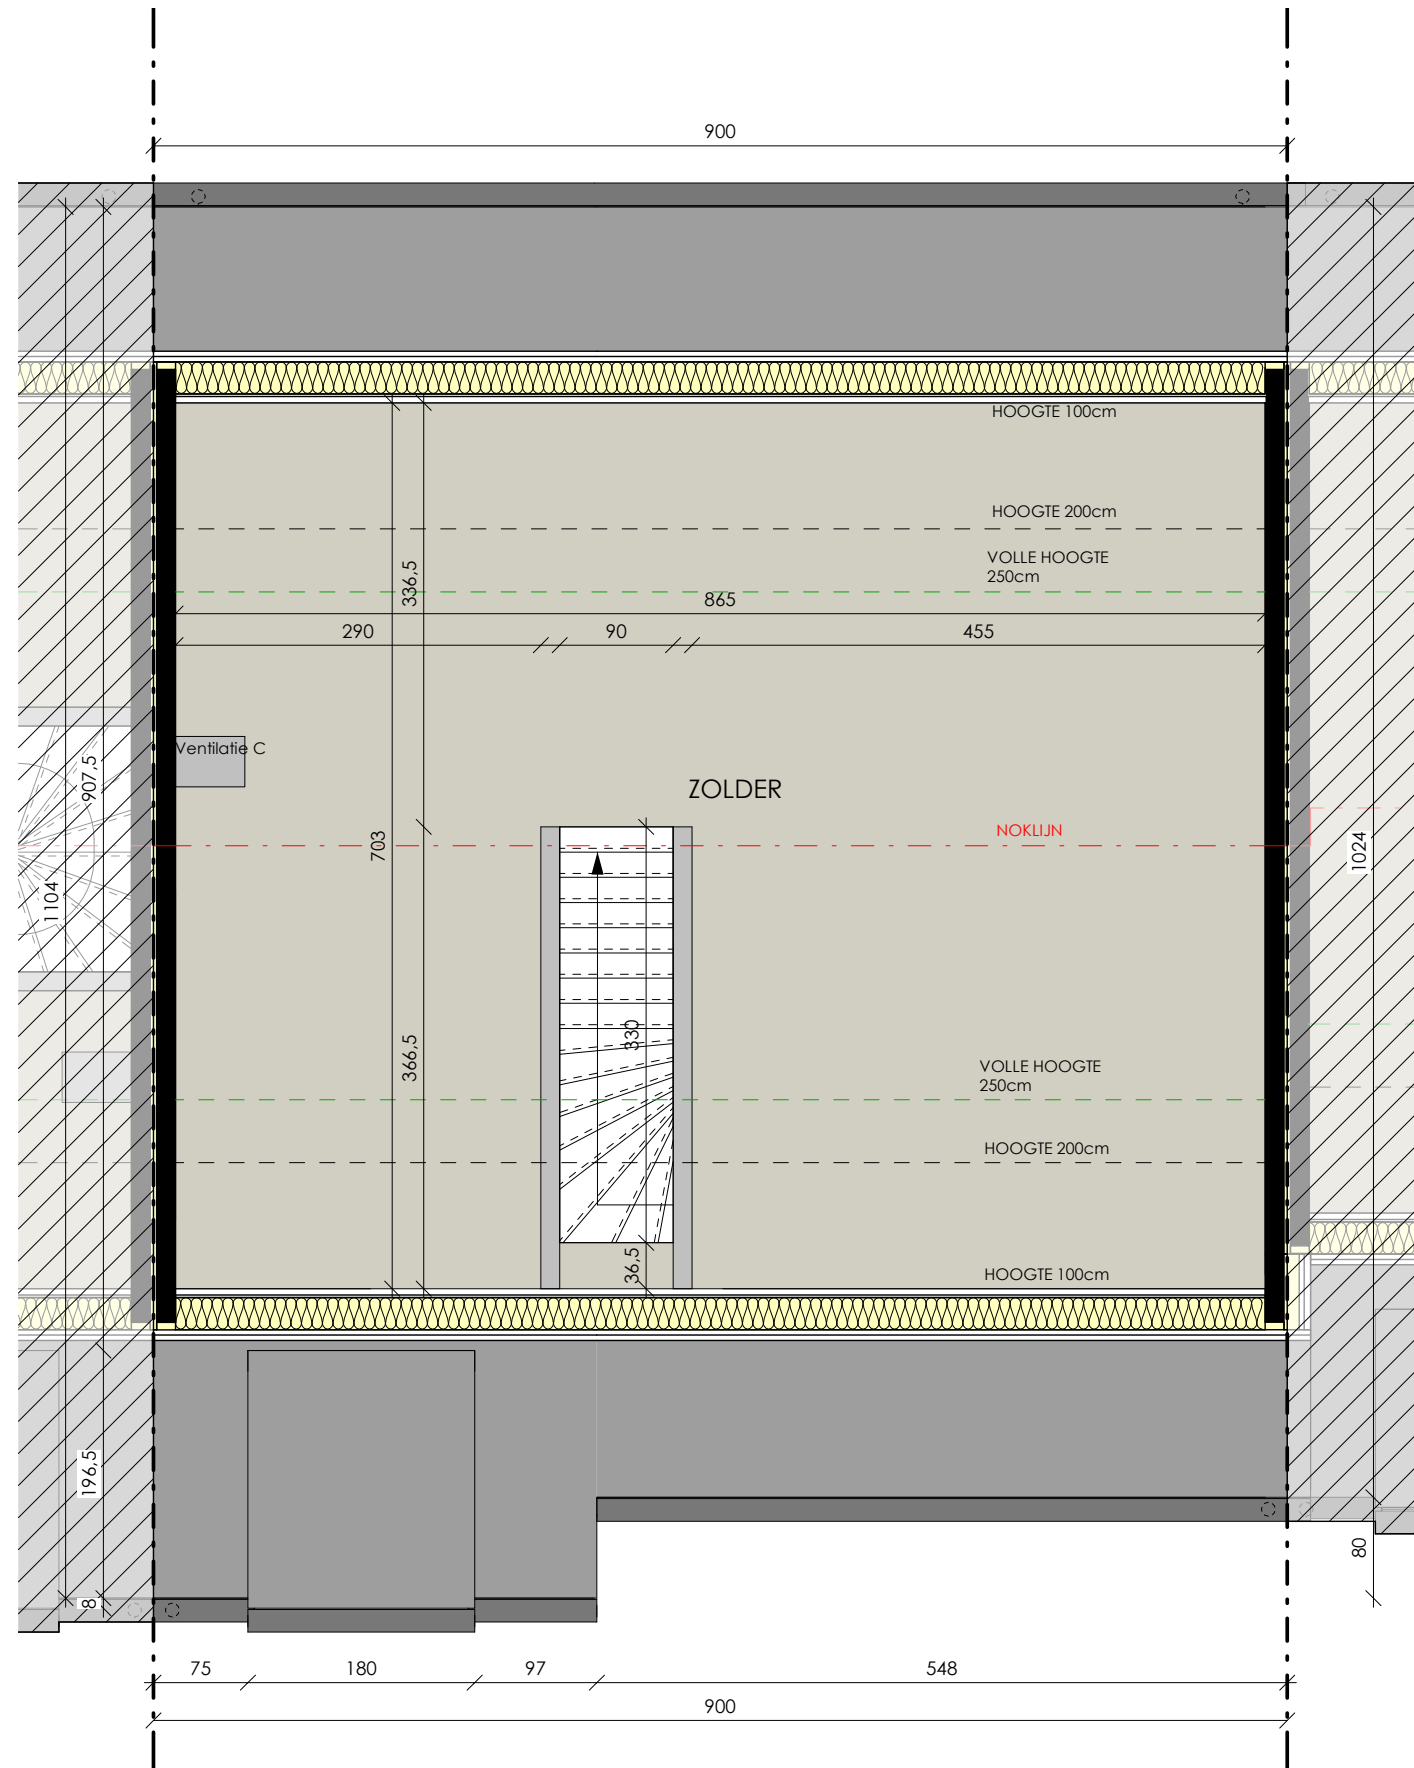 900
HOOGTE 100cm
HOOGTE 200cm
VOLLE HOOGTE
250cm
336,5
865
290
90
455
Ventilatie C
907,5
ZOLDER
NOKLIJN
703
1024
1104
330
366,5
VOLLE HOOGTE
250cm
HOOGTE 200cm
36,5
HOOGTE 100cm
196,5
80
8
75
180
97
548
900